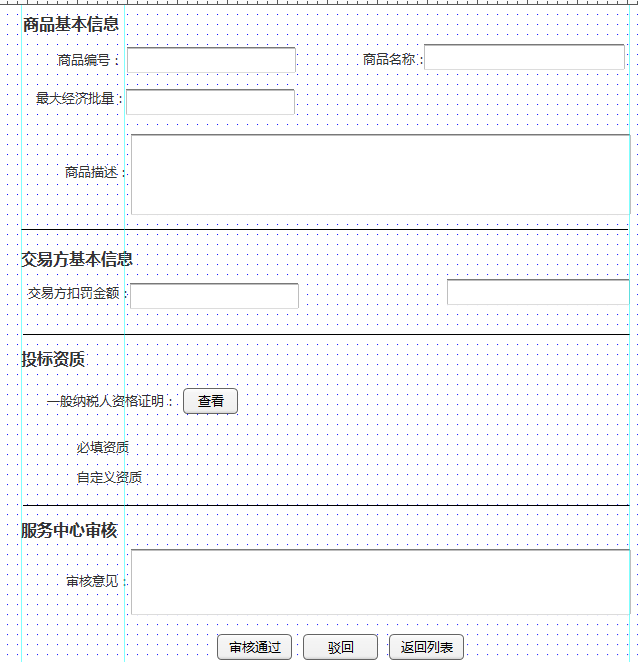 商品基本信息
商品编号： 商品名称：
最大经济批量：
商品描述：
交易方基本信息
交易方扣罚金额：
投标资质
一般纳税人资格证明： 查看
必填资质
自定义资质
服务中心审核
审核意见：
审核通过 驳回 返回列表